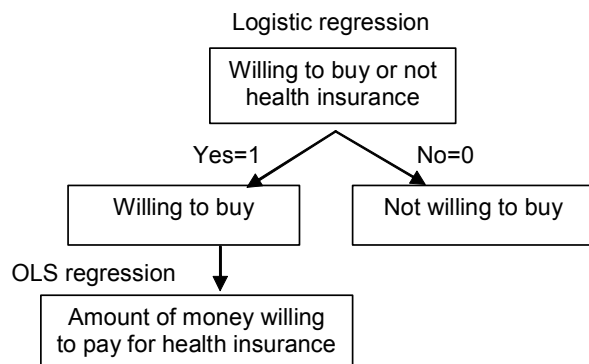 Logistic regression
Willing to buy or not
health insurance
Yes=1
No=0
Willing to buy
Not willing to buy
OLS regression
Amount of money willing
to pay for health insurance